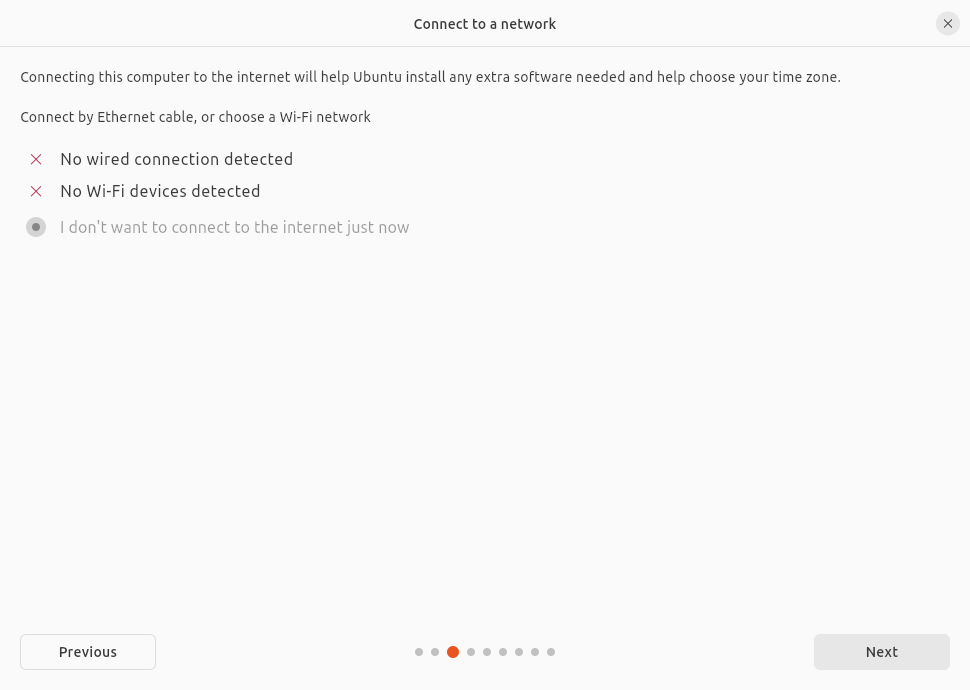 Connect to a network
Connecting this computer to the internet will help Ubuntu install any extra software needed and help choose your time zone.
Connect by Ethernet cable, or choose a Wi-Fi network
No wired connection detected
No Wi-Fi devices detected
I don't want to connect to the internet just now
Previous
Next